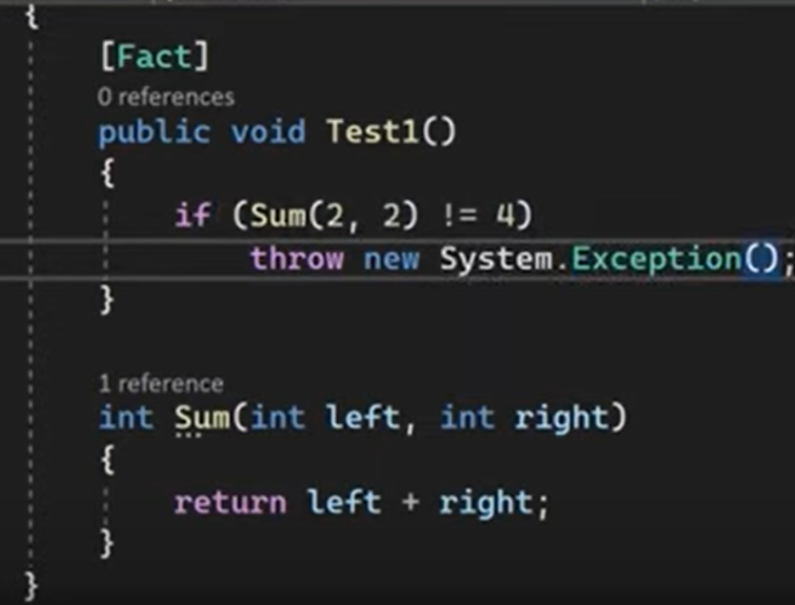 {
[Fact]
0 references
public void Test1()
{
if (Sum(2, 2) != 4)
throw new System.Exception();
}
1 reference
int Sum(int left, int right)
{
return left + right;
}
}